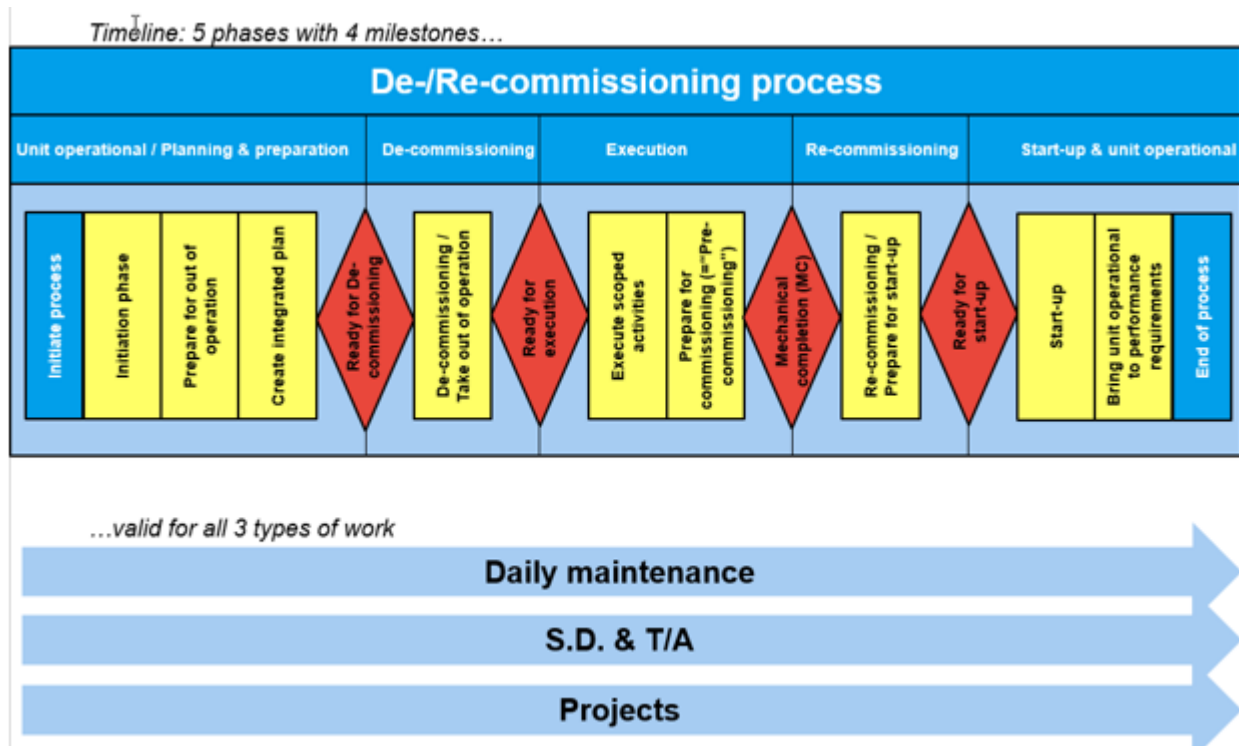 Timeline: 5 phases with 4 milestones…
De-/Re-commissioning process
Unit operational / Planning & preparation
De-commissioning
Execution
Re-commissioning
Start-up & unit operational
Initiate process
Initiation phase
Prepare for out of
operation
Create integrated plan
Ready for De-
commissioning
De-commissioning /
Take out of operation
Ready for
execution
Execute scoped
activities
Prepare for
commissioning (="Pre-
commissioning")
Mechanical
completion (MC)
Re-commissioning /
Prepare for start-up
Ready for
start-up
Start-up
Bring unit operational
to performant
requirements
End of process
…valid for all 3 types of work
Daily maintenance
S.D. & T/A
Projects